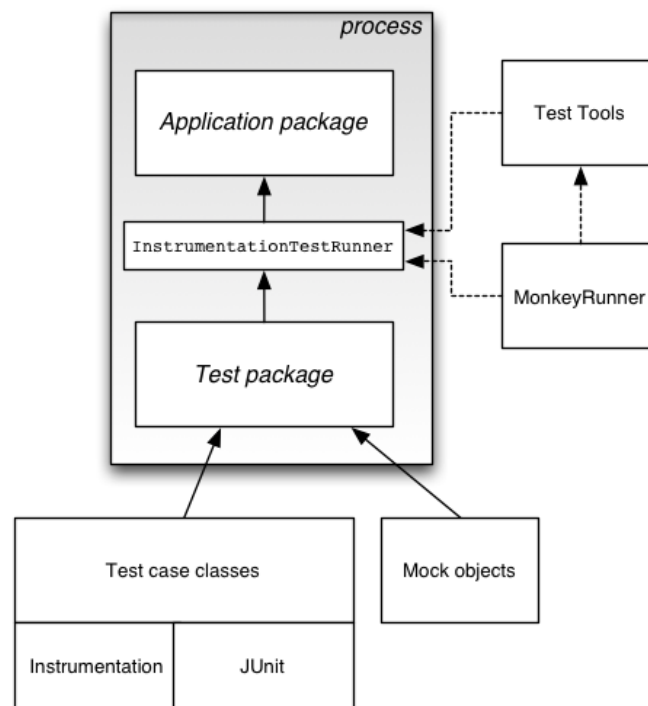 process
Application package
Test Tools
InstrumentationTestRunner
MonkeyRunner
Test package
Test case classes
Mock objects
Instrumentation
JUnit